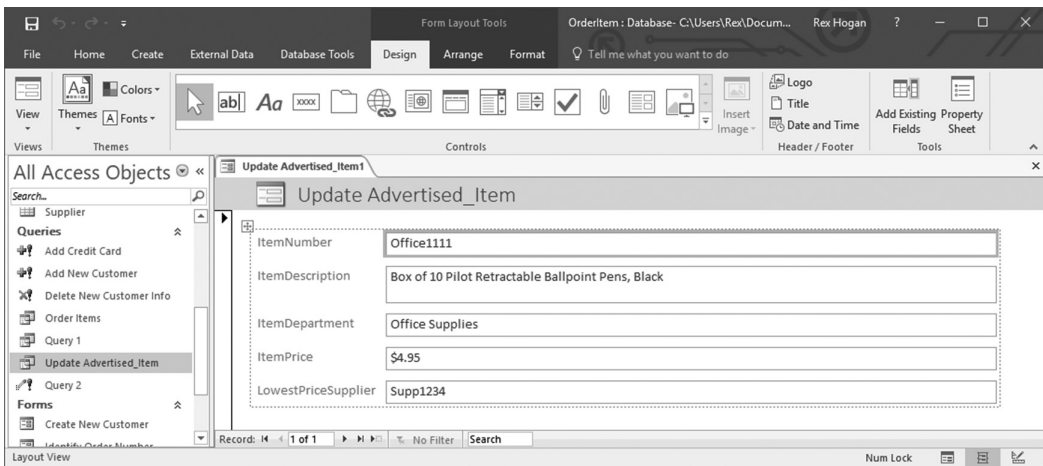 Form Layout Tools OrderItem : Database- C:\Users\Rex\Docum... Rex Hogan ?
File Home Create External Data Database Tools Design Arrange Format Tell me what you want to do
View
Themes
Colors
Fonts
ab| Aa xxxx
Insert Image
Logo
Title
Date and Time
Add Existing Fields
Property Sheet
Views Themes Controls Header / Footer Tools
All Access Objects
Search...
Supplier
Queries
Add Credit Card
Add New Customer
Delete New Customer Info
Order Items
Query 1
Update Advertised_Item
Query 2
Forms
Create New Customer
Identify Order Number
Update Advertised_Item1
Update Advertised_Item
ItemNumber Office1111
ItemDescription Box of 10 Pilot Retractable Ballpoint Pens, Black
ItemDepartment Office Supplies
ItemPrice $4.95
LowestPriceSupplier Supp1234
Record: 1 of 1 No Filter Search
Layout View Num Lock